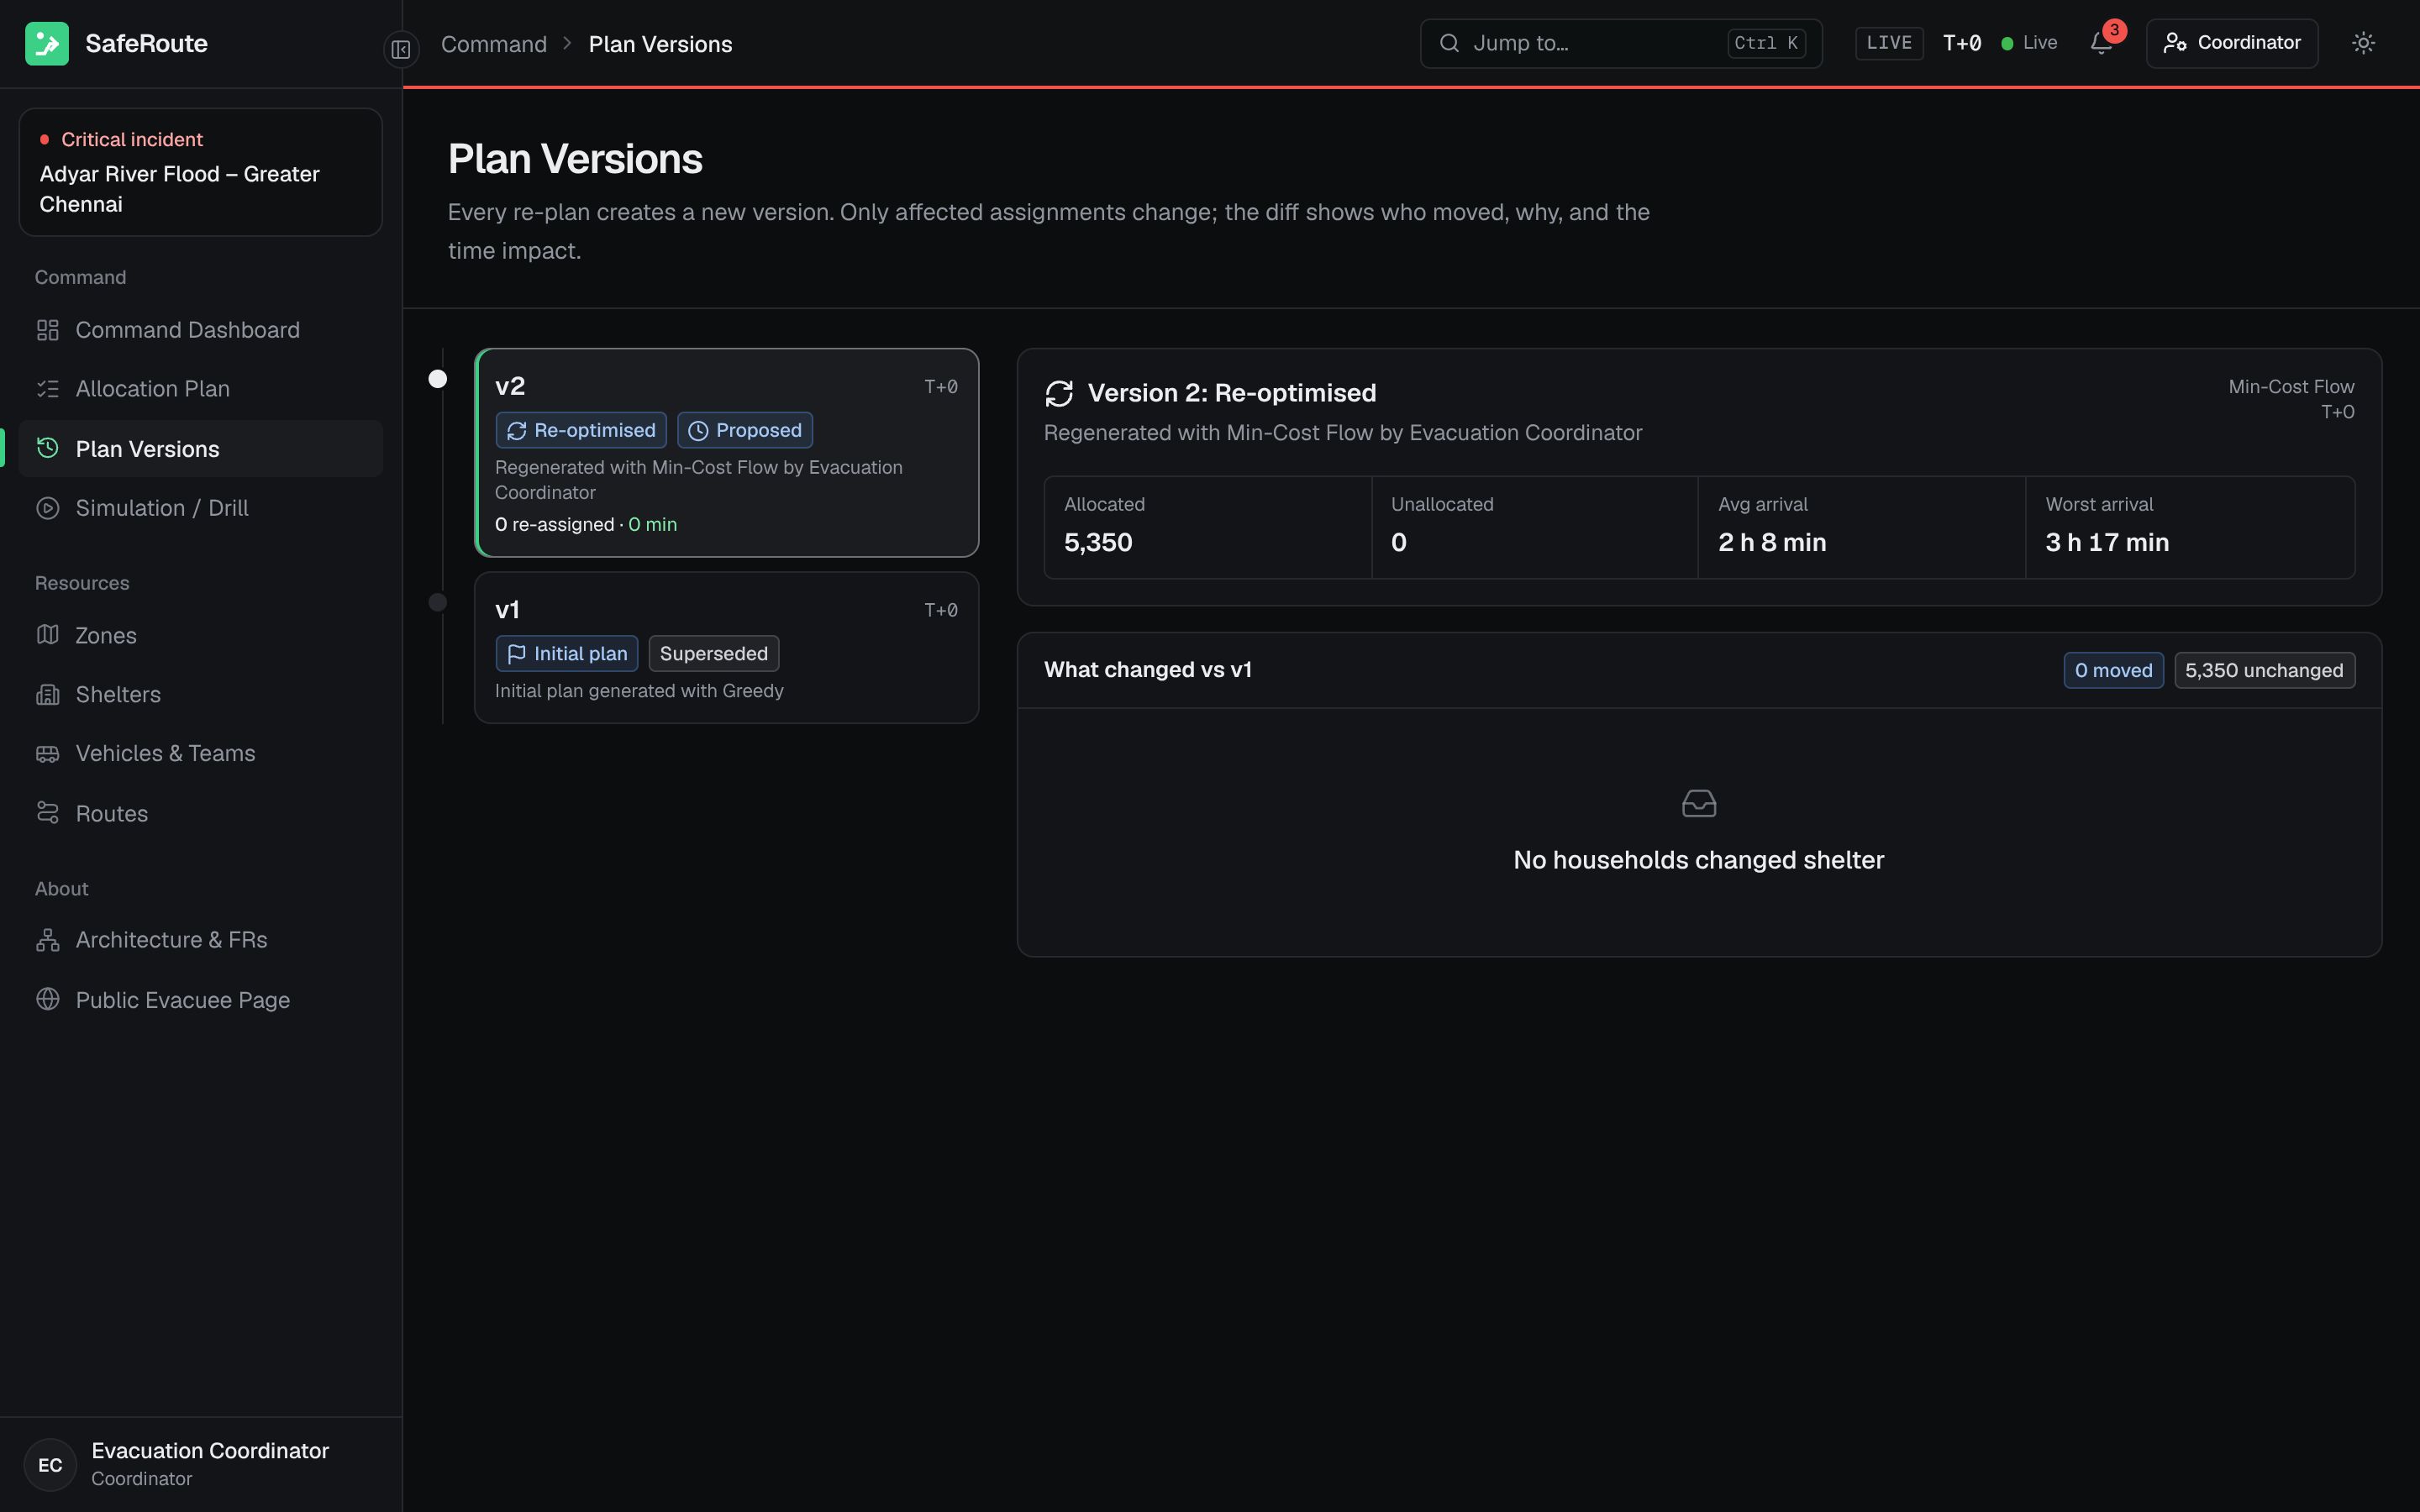 SafeRoute
Command > Plan Versions
Jump to...
Ctrl K
LIVE
T+0
Live
3
Coordinator
Critical incident
Adyar River Flood – Greater
Chennai
Command
Command Dashboard
Allocation Plan
Plan Versions
Simulation / Drill
Resources
Zones
Shelters
Vehicles & Teams
Routes
About
Architecture & FRs
Public Evacuee Page
EC
Evacuation Coordinator
Coordinator
Plan Versions
Every re-plan creates a new version. Only affected assignments change; the diff shows who moved, why, and the
time impact.
v2
T+0
Re-optimised
Proposed
Regenerated with Min-Cost Flow by Evacuation
Coordinator
0 re-assigned · 0 min
v1
T+0
Initial plan
Superseded
Initial plan generated with Greedy
Version 2: Re-optimised
Min-Cost Flow
T+0
Regenerated with Min-Cost Flow by Evacuation Coordinator
Allocated
5,350
Unallocated
0
Avg arrival
2 h 8 min
Worst arrival
3 h 17 min
What changed vs v1
0 moved
5,350 unchanged
No households changed shelter